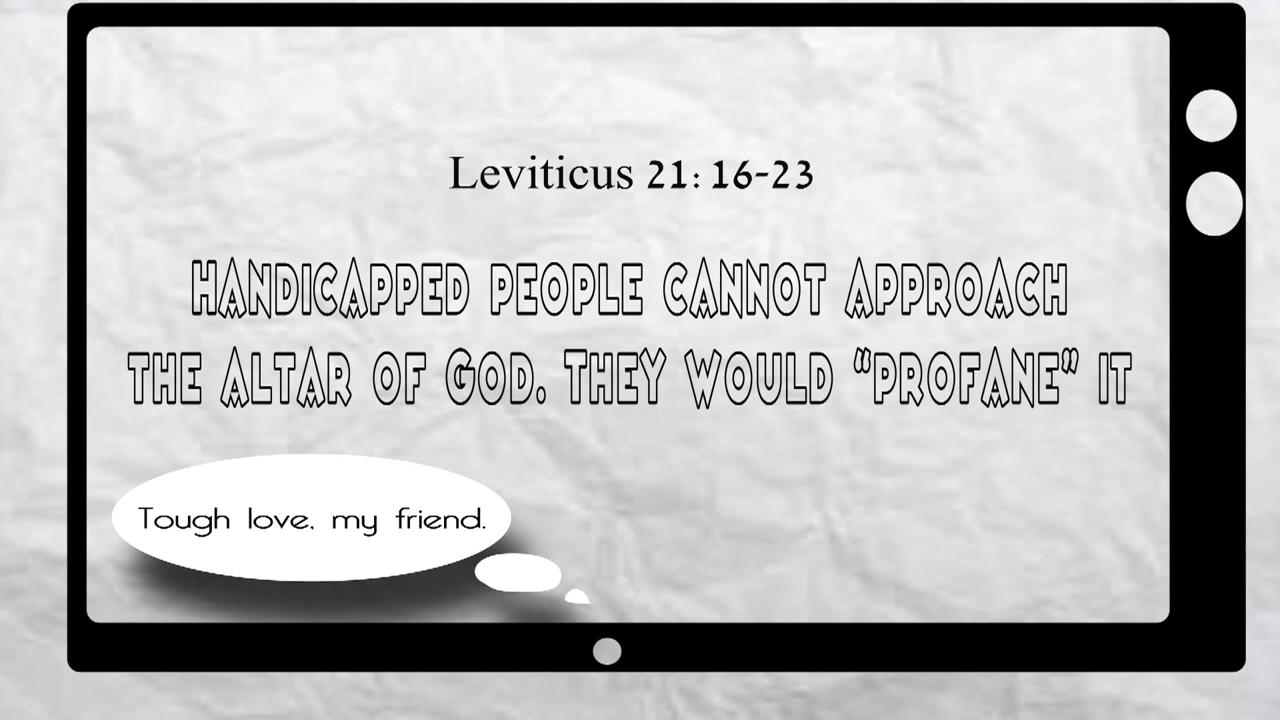 Leviticus 21: 16-23
HANDICAPPED PEOPLE CANNOT APPROACH
THE ALTAR OF GOD. THEY WOULD “PROFANE” IT
Tough love, my friend.